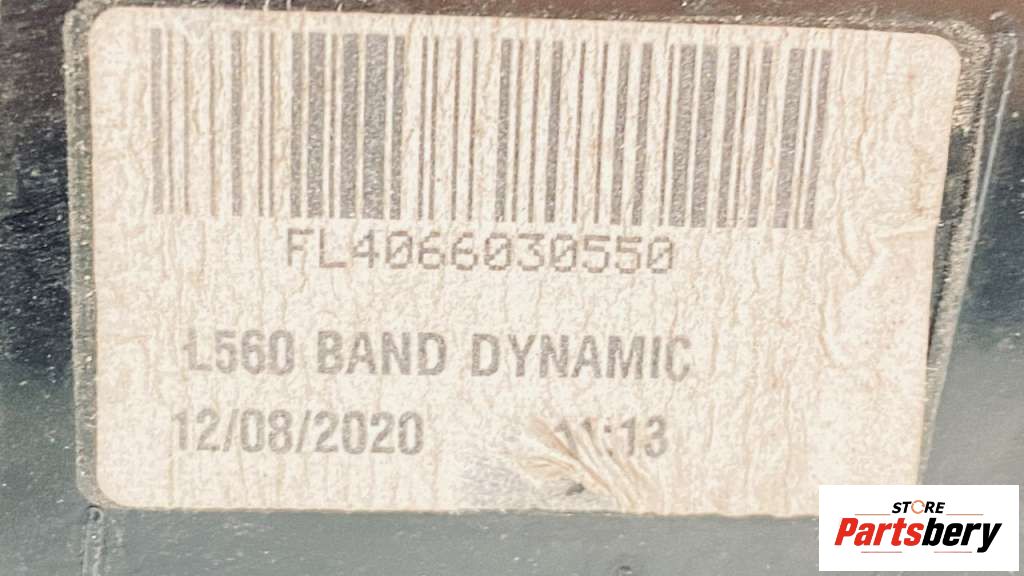 FL4066030550
L560 BAND DYNAMIC
12/08/2020 11:13
STORE
Partsbery